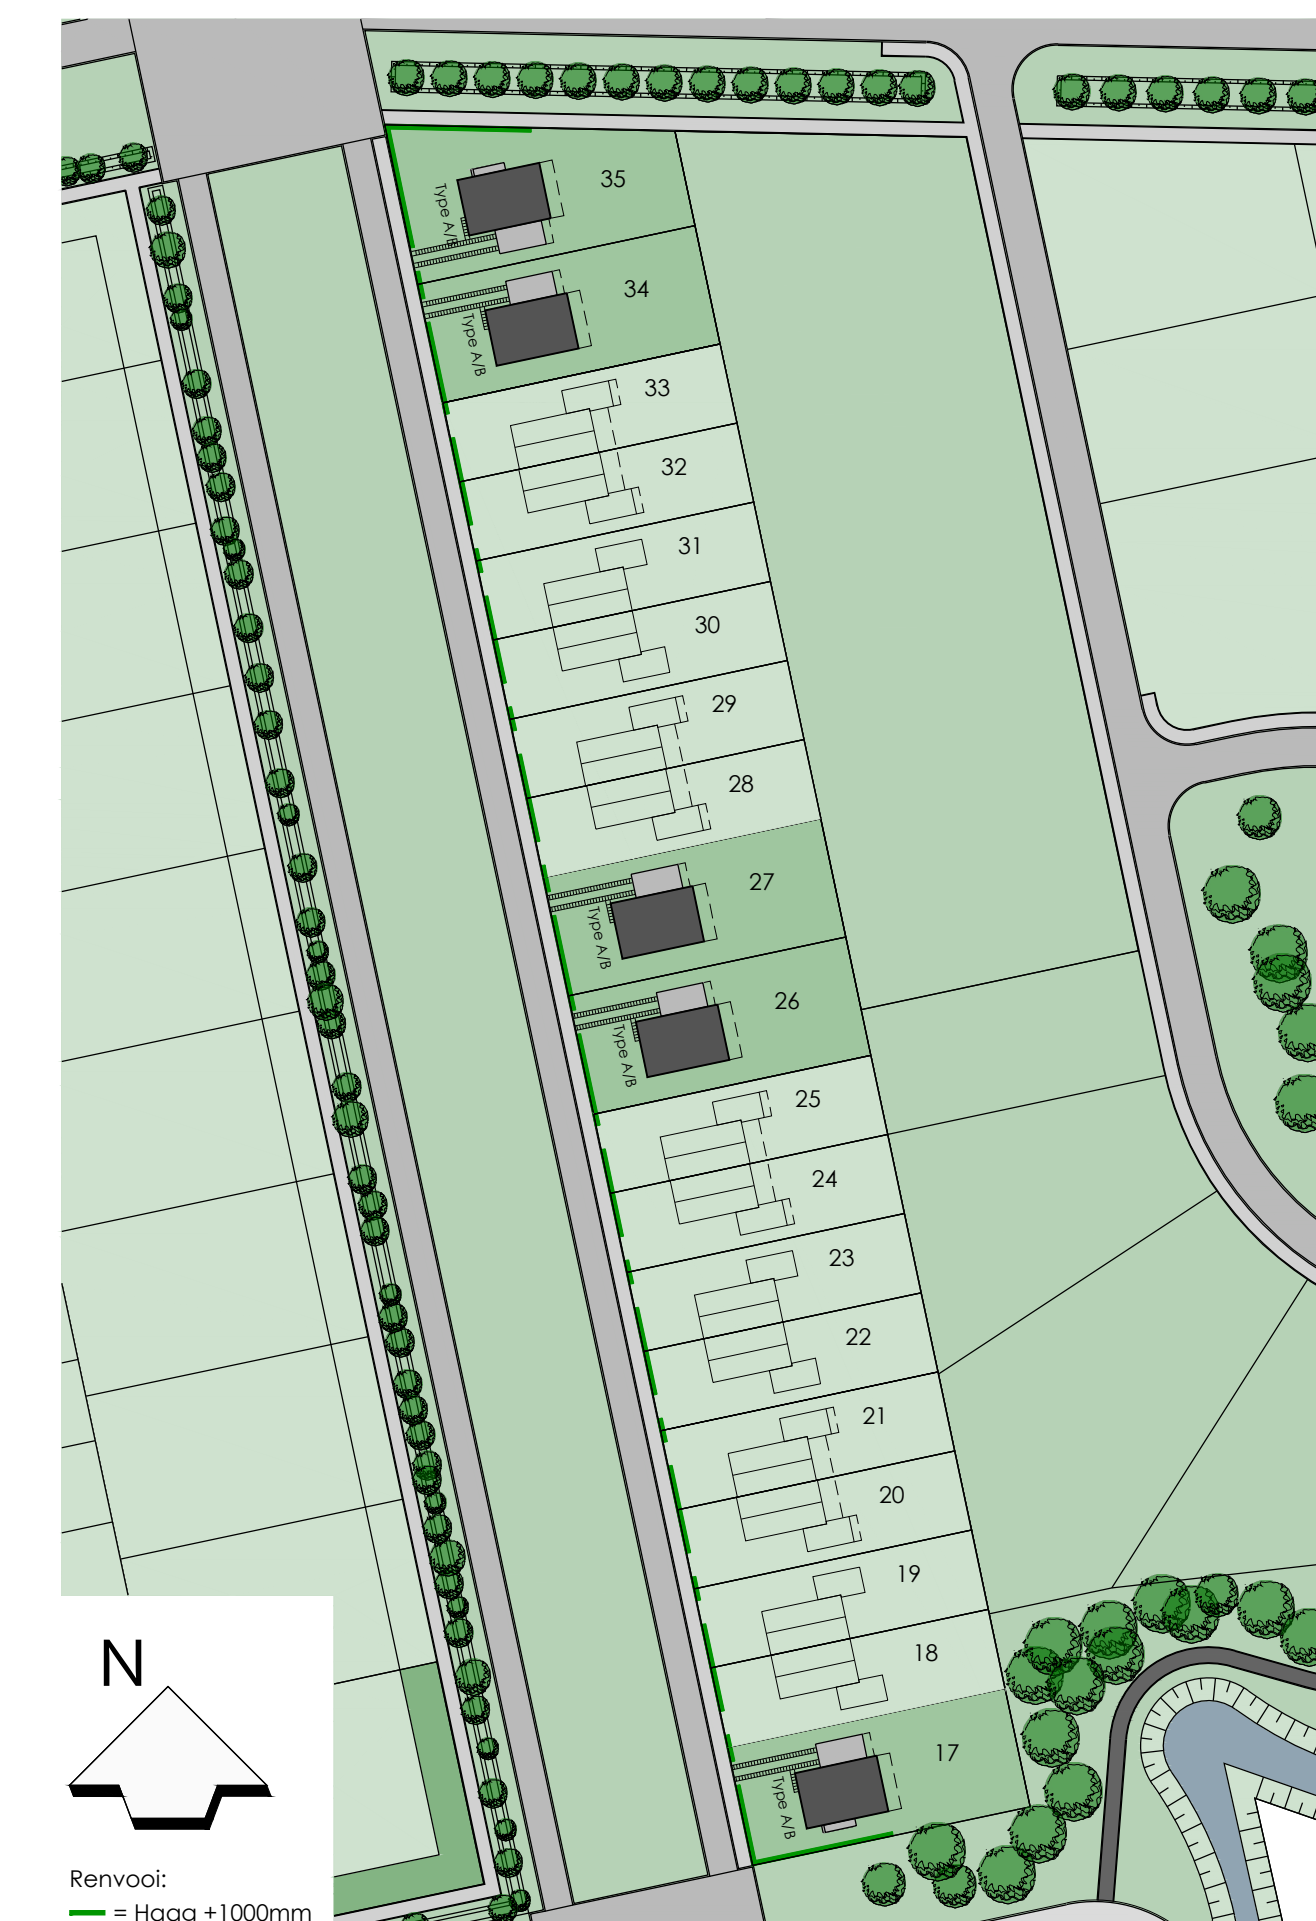 35
Type A/B
34
Type A/B
33
32
31
30
29
28
27
Type A/B
26
Type A/B
25
24
23
22
21
20
19
18
17
Type A/B
N
Renvooi:
= Haag +1000mm